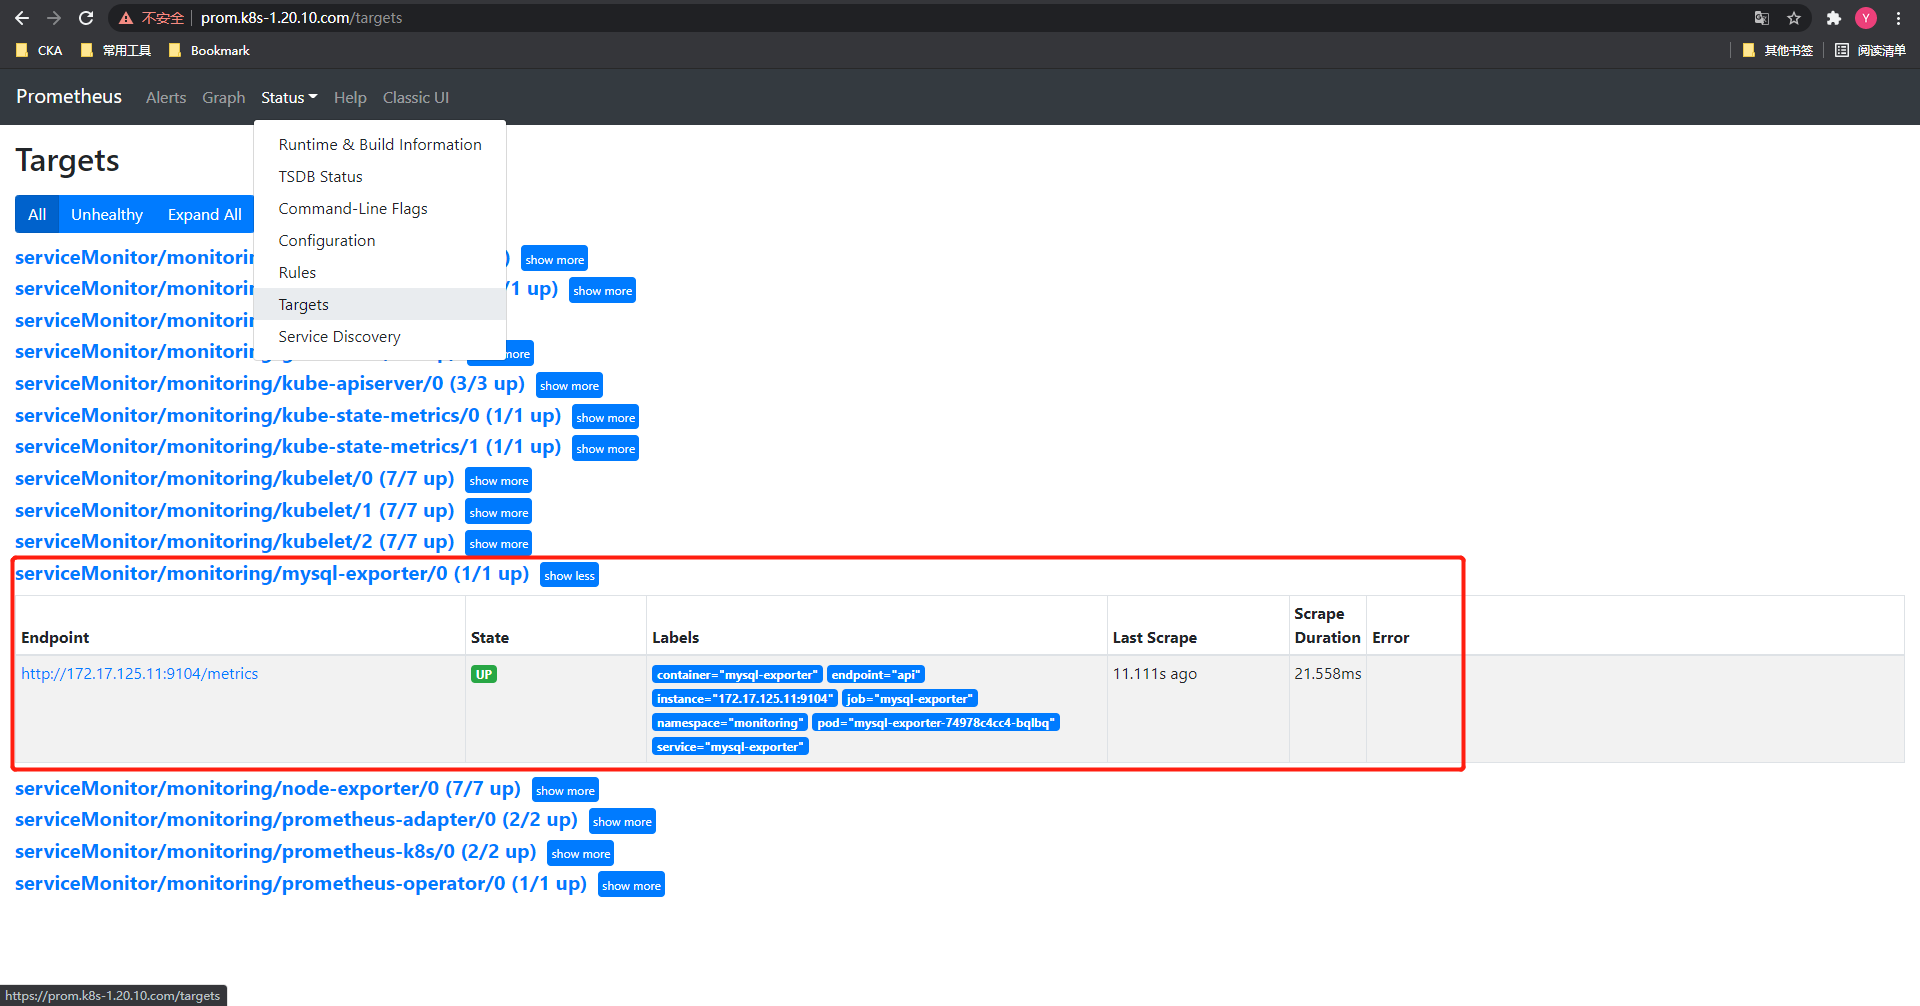 不安全 prom.k8s-1.20.10.com/targets
CKA 常用工具 Bookmark 其他书签 阅读清单
Y
Prometheus Alerts Graph Status Help Classic UI
Runtime & Build Information
TSDB Status
Command-Line Flags
Configuration
Rules
Targets
Service Discovery
Targets
All Unhealthy Expand All
serviceMonitor/monitorin ) show more
serviceMonitor/monitorin /1 up) show more
serviceMonitor/monitorin
serviceMonitor/monitoring more
serviceMonitor/monitoring/kube-apiserver/0 (3/3 up) show more
serviceMonitor/monitoring/kube-state-metrics/0 (1/1 up) show more
serviceMonitor/monitoring/kube-state-metrics/1 (1/1 up) show more
serviceMonitor/monitoring/kubelet/0 (7/7 up) show more
serviceMonitor/monitoring/kubelet/1 (7/7 up) show more
serviceMonitor/monitoring/kubelet/2 (7/7 up) show more
serviceMonitor/monitoring/mysql-exporter/0 (1/1 up) show less
Endpoint State Labels Last Scrape Scrape Duration Error
http://172.17.125.11:9104/metrics UP container="mysql-exporter" endpoint="api" 11.111s ago 21.558ms
instance="172.17.125.11:9104" job="mysql-exporter"
namespace="monitoring" pod="mysql-exporter-74978c4cc4-bqlbq"
service="mysql-exporter"
serviceMonitor/monitoring/node-exporter/0 (7/7 up) show more
serviceMonitor/monitoring/prometheus-adapter/0 (2/2 up) show more
serviceMonitor/monitoring/prometheus-k8s/0 (2/2 up) show more
serviceMonitor/monitoring/prometheus-operator/0 (1/1 up) show more
https://prom.k8s-1.20.10.com/targets